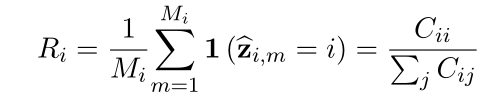 $R_i = \frac{1}{M_i} \sum_{m=1}^{M_i} \mathbf{1}\left(\widehat{\mathbf{z}}_{i,m} = i\right) = \frac{C_{ii}}{\sum_j C_{ij}}$